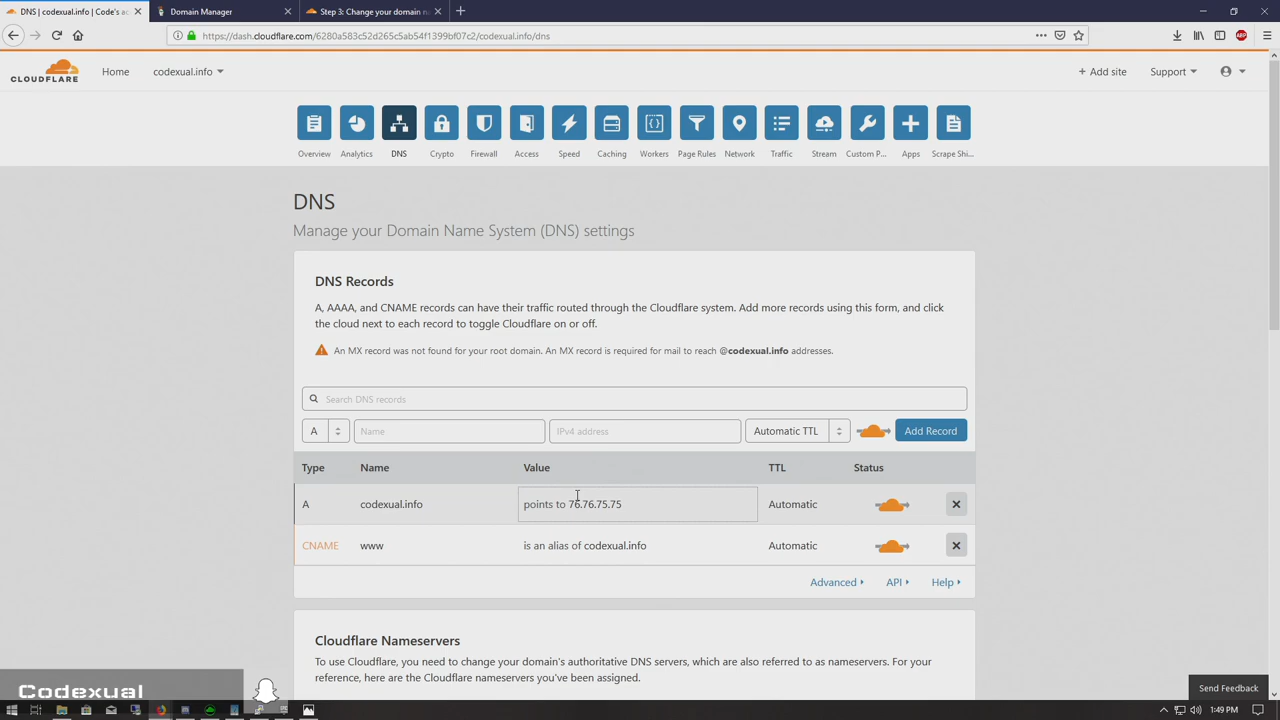 DNS | codexual.info | Code's ac
Domain Manager
Step 3: Change your domain n
https://dash.cloudflare.com/6280a583c52d265c5ab54f1399bf07c2/codexual.info/dns
ABP
CLOUDFLARE
Home
codexual.info
Add site
Support
Overview
Analytics
DNS
Crypto
Firewall
Access
Speed
Caching
Workers
Page Rules
Network
Traffic
Stream
Custom P...
Apps
Scrape Shi...
DNS
Manage your Domain Name System (DNS) settings
DNS Records
A, AAAA, and CNAME records can have their traffic routed through the Cloudflare system. Add more records using this form, and click
the cloud next to each record to toggle Cloudflare on or off.
An MX record was not found for your root domain. An MX record is required for mail to reach @codexual.info addresses.
Search DNS records
A Name IPv4 address Automatic TTL Add Record
Type Name Value TTL Status
A codexual.info points to 76.76.75.75 Automatic
CNAME www is an alias of codexual.info Automatic
Advanced API Help
Cloudflare Nameservers
To use Cloudflare, you need to change your domain's authoritative DNS servers, which are also referred to as nameservers. For your
reference, here are the Cloudflare nameservers you've been assigned.
Codexual
Send Feedback
1:49 PM